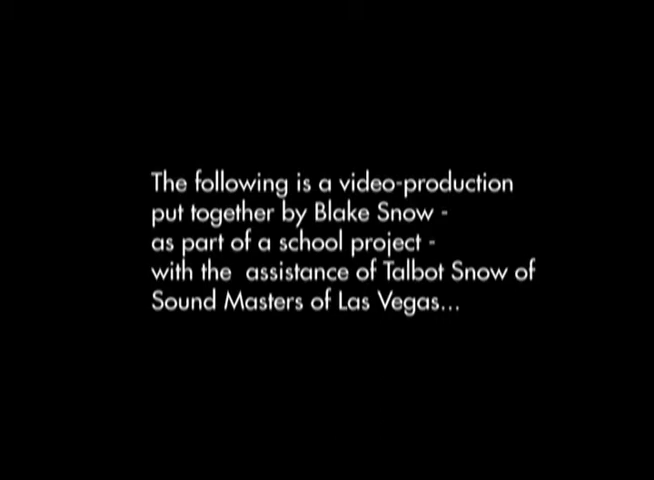 The following is a video-production
put together by Blake Snow -
as part of a school project -
with the  assistance of Talbot Snow of
Sound Masters of Las Vegas...